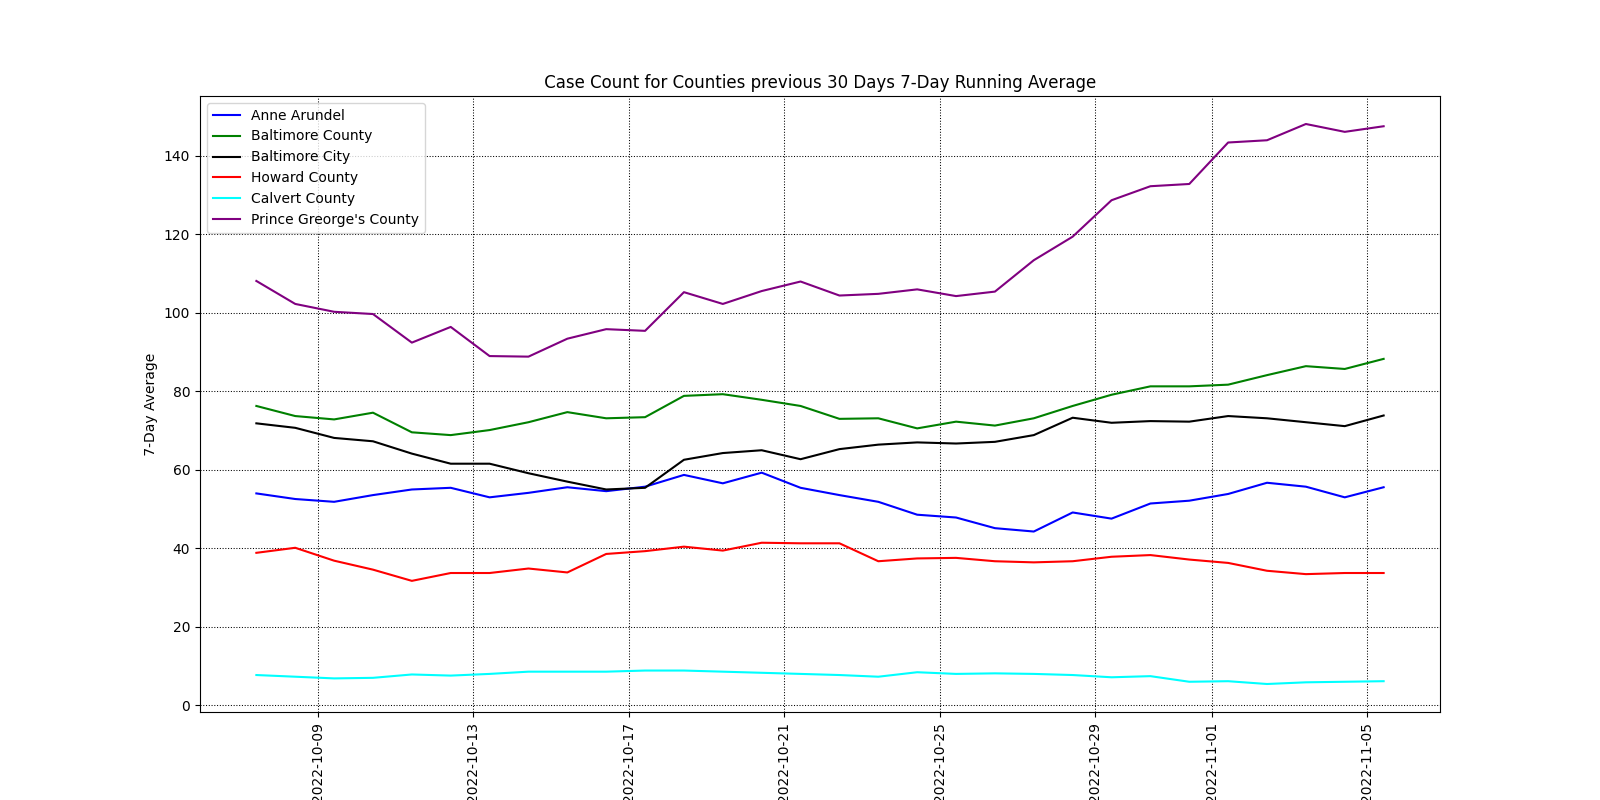 Case Count for Counties previous 30 Days 7-Day Running Average
Anne Arundel
Baltimore County
Baltimore City
Howard County
Calvert County
Prince Greorge's County
7-Day Average
140
120
100
80
60
40
20
0
2022-10-09
2022-10-13
2022-10-17
2022-10-21
2022-10-25
2022-10-29
2022-11-01
2022-11-05